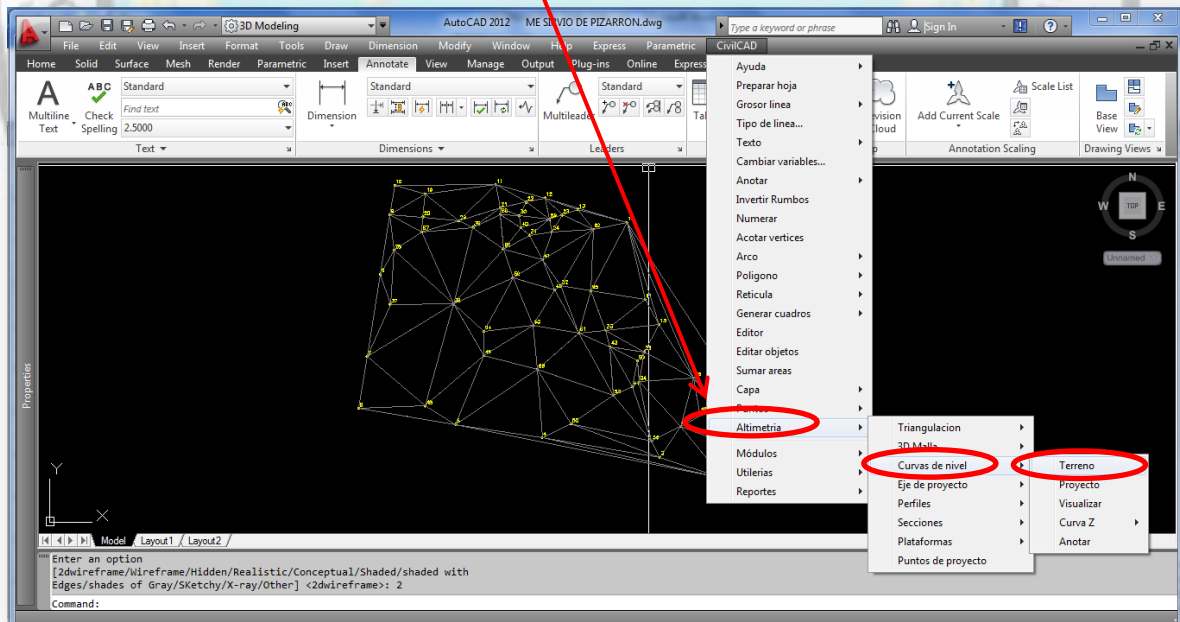 3D Modeling
AutoCAD 2012 ME SIRVIO DE PIZARRON.dwg
Type a keyword or phrase
Sign In
File Edit View Insert Format Tools Draw Dimension Modify Window Help Express Parametric CivilCAD
Home Solid Surface Mesh Render Parametric Insert Annotate View Manage Output Plug-ins Online Express
A
Multiline
Text
ABC
Check
Spelling
Standard
Find text
2.5000
Text
Dimension
Standard
Dimensions
Multileader
Standard
Leaders
Add Current Scale
Scale List
Annotation Scaling
Base
View
Drawing Views
Ayuda
Preparar hoja
Grosor linea
Tipo de linea...
Texto
Cambiar variables...
Anotar
Invertir Rumbos
Numerar
Acotar vertices
Arco
Poligono
Reticula
Generar cuadros
Editor
Editar objetos
Sumar areas
Capa
Altimetria
Módulos
Utilerias
Reportes
Triangulacion
3D Malla
Curvas de nivel
Eje de proyecto
Perfiles
Secciones
Plataformas
Puntos de proyecto
Terreno
Proyecto
Visualizar
Curva Z
Anotar
N
W TOP E
S
Unnamed
Properties
Y
X
Model Layout1 Layout2
Enter an option
[2dwireframe/Wireframe/Hidden/Realistic/Conceptual/Shaded/shaded with
Edges/shades of Gray/SKetchy/X-ray/Other] <2dwireframe>: 2
Command: